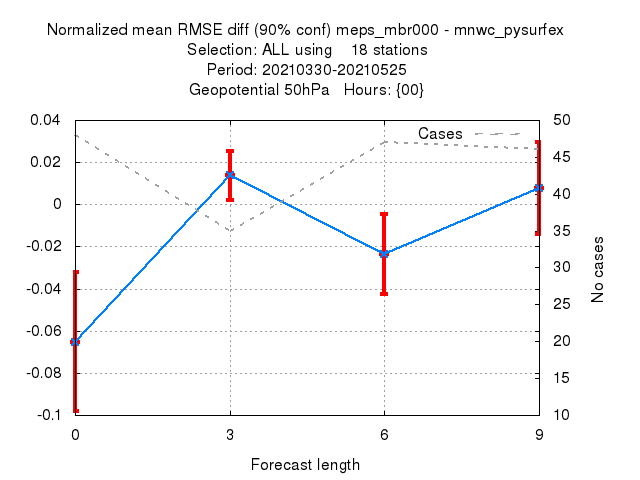 Normalized mean RMSE diff (90% conf) meps_mbr000 - mnwc_pysurfex
Selection: ALL using    18 stations
Period: 20210330-20210525
Geopotential 50hPa   Hours: {00}
Cases
0.04
0.02
0
-0.02
-0.04
-0.06
-0.08
-0.1
50
45
40
35
30
25
20
15
10
No cases
0 3 6 9
Forecast length